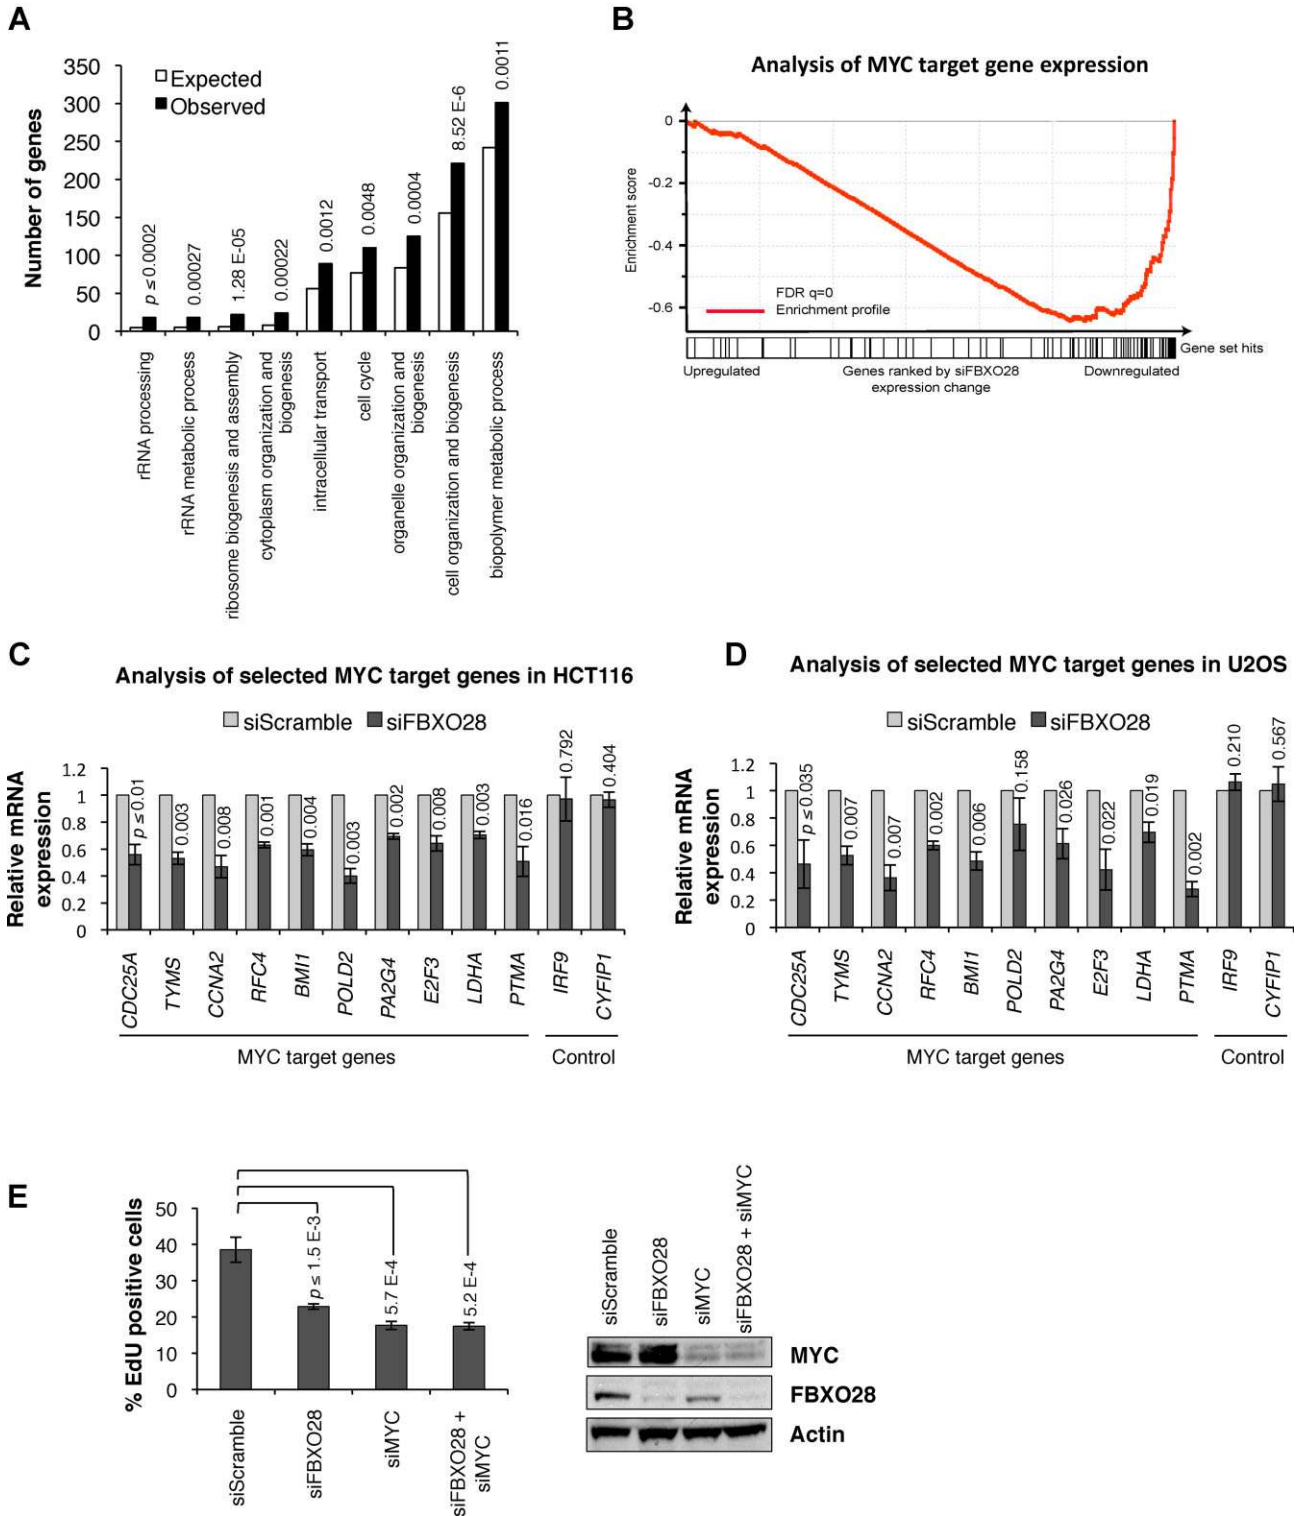 A
350
300
250
200
150
100
50
0
Number of genes
Expected
Observed
p ≤ 0.0002
0.00027
1.28 E-05
0.00022
0.0012
0.0048
0.0004
8.52 E-6
0.0011
rRNA processing
rRNA metabolic process
ribosome biogenesis and assembly
cytoplasm organization and
biogenesis
intracellular transport
cell cycle
organelle organization and
biogenesis
cell organization and biogenesis
biopolymer metabolic process
B
Analysis of MYC target gene expression
0
-0.2
-0.4
-0.6
Enrichment score
FDR q=0
Enrichment profile
Gene set hits
Upregulated
Genes ranked by siFBXO28
expression change
Downregulated
C
Analysis of selected MYC target genes in HCT116
siScramble
siFBXO28
Relative mRNA
expression
1.2
1
0.8
0.6
0.4
0.2
0
p ≤ 0.01
0.003
0.008
0.001
0.004
0.003
0.002
0.008
0.003
0.016
0.792
0.404
CDC25A
TYMS
CCNA2
RFC4
BMI1
POLD2
PA2G4
E2F3
LDHA
PTMA
IRF9
CYFIP1
MYC target genes
Control
D
Analysis of selected MYC target genes in U2OS
siScramble
siFBXO28
Relative mRNA
expression
1.2
1
0.8
0.6
0.4
0.2
0
p ≤ 0.035
0.007
0.007
0.002
0.006
0.158
0.026
0.022
0.019
0.002
0.210
0.567
CDC25A
TYMS
CCNA2
RFC4
BMI1
POLD2
PA2G4
E2F3
LDHA
PTMA
IRF9
CYFIP1
MYC target genes
Control
E
% EdU positive cells
50
40
30
20
10
0
p ≤ 1.5 E-3
5.7 E-4
5.2 E-4
siScramble
siFBXO28
siMYC
siFBXO28 +
siMYC
siScramble
siFBXO28
siMYC
siFBXO28 + siMYC
MYC
FBXO28
Actin